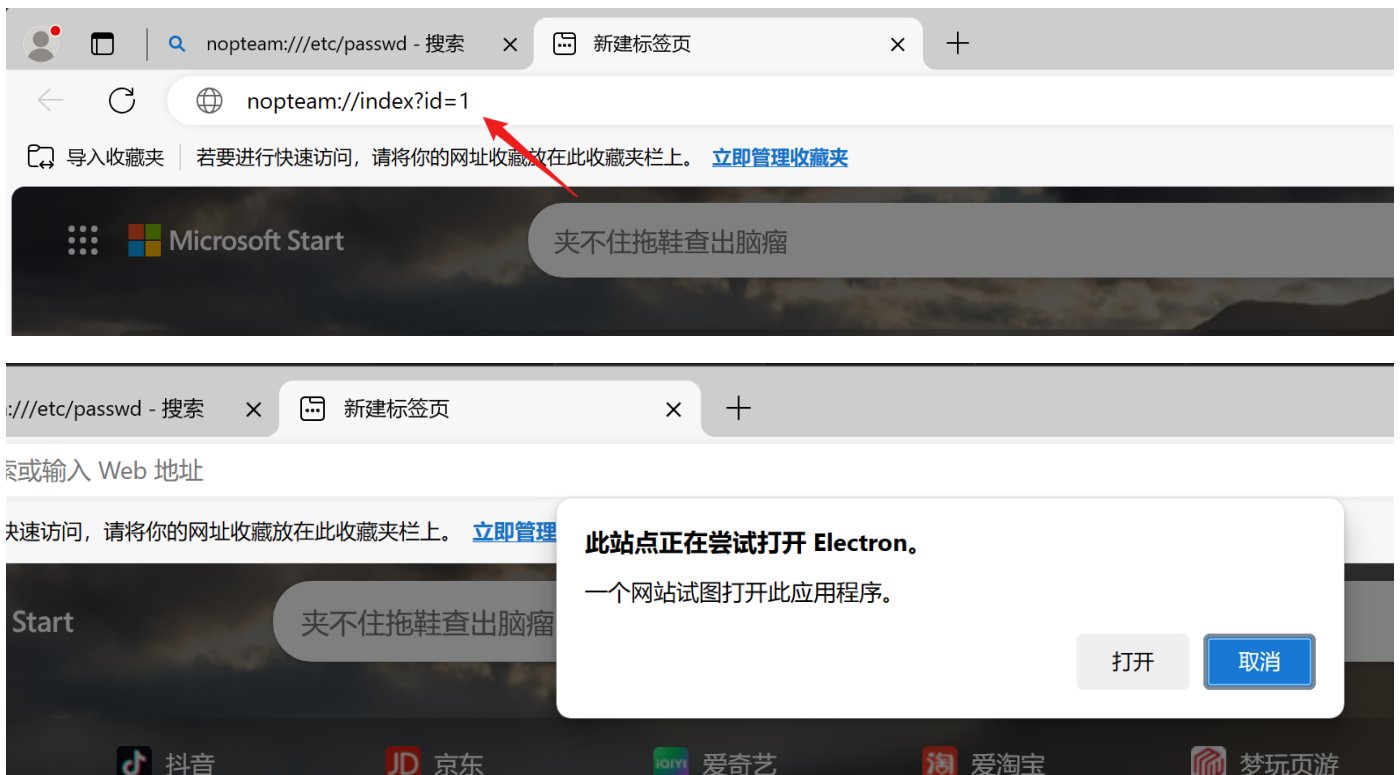 nopteam:///etc/passwd - 搜索
新建标签页
nopteam://index?id=1
导入收藏夹
若要进行快速访问，请将你的网址收藏放在此收藏夹栏上。 立即管理收藏夹
Microsoft Start
夹不住拖鞋查出脑瘤
:///etc/passwd - 搜索
新建标签页
索或输入 Web 地址
快速访问，请将你的网址收藏放在此收藏夹栏上。 立即管理
此站点正在尝试打开 Electron。
一个网站试图打开此应用程序。
Start
夹不住拖鞋查出脑瘤
打开
取消
抖音
JD 京东
iQIYI 爱奇艺
淘 爱淘宝
梦玩页游